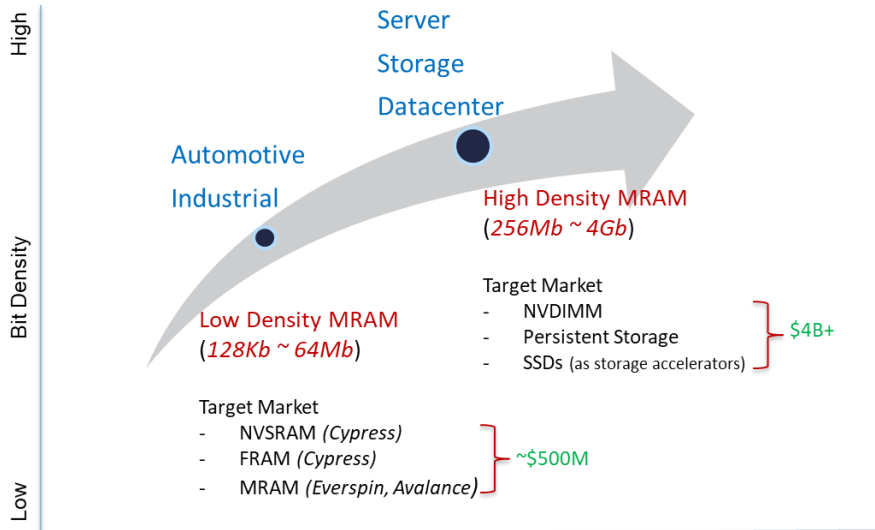 High
Bit Density
Low
Server
Storage
Datacenter
Automotive
Industrial
High Density MRAM
(256Mb ~ 4Gb)
Target Market
- NVDIMM
- Persistent Storage
- SSDs (as storage accelerators)
$4B+
Low Density MRAM
(128Kb ~ 64Mb)
Target Market
- NVSRAM (Cypress)
- FRAM (Cypress)
- MRAM (Everspin, Avalance)
~$500M